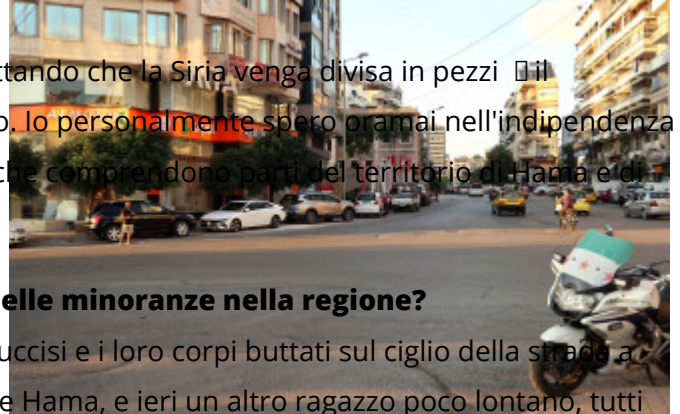 ttando che la Siria venga divisa in pezzi il
o. Io personalmente spero oramai nell'indipendenza
che comprendono parti del territorio di Hama e di
elle minoranze nella regione?
uccisi e i loro corpi buttati sul ciglio della strada a
e Hama, e ieri un altro ragazzo poco lontano, tutti